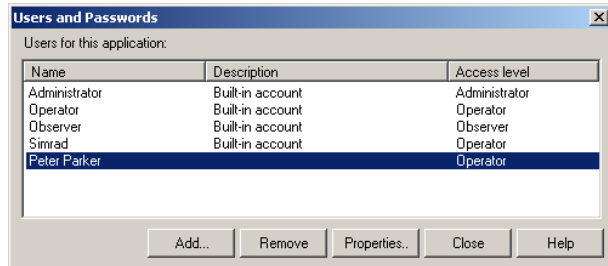 Users and Passwords
Users for this application:
Name Description Access level
Administrator Built-in account Administrator
Operator Built-in account Operator
Observer Built-in account Observer
Simrad Built-in account Operator
Peter Parker Operator
Add... Remove Properties.. Close Help